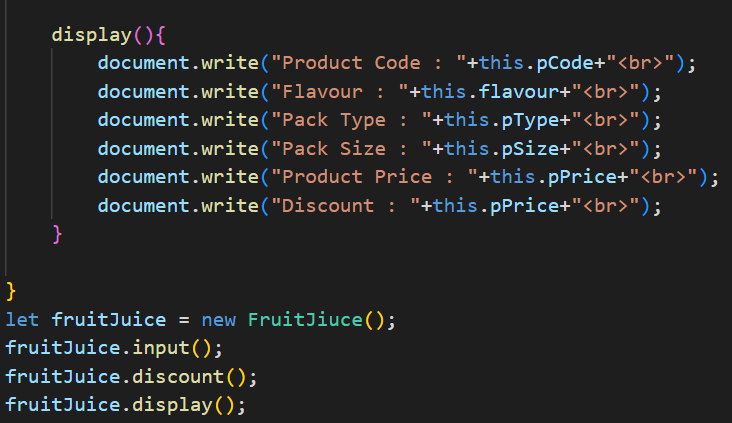 display(){
document.write("Product Code : "+this.pCode+"<br>");
document.write("Flavour : "+this.flavour+"<br>");
document.write("Pack Type : "+this.pType+"<br>");
document.write("Pack Size : "+this.pSize+"<br>");
document.write("Product Price : "+this.pPrice+"<br>");
document.write("Discount : "+this.pPrice+"<br>");
}
}
let fruitJuice = new FruitJiuce();
fruitJuice.input();
fruitJuice.discount();
fruitJuice.display();